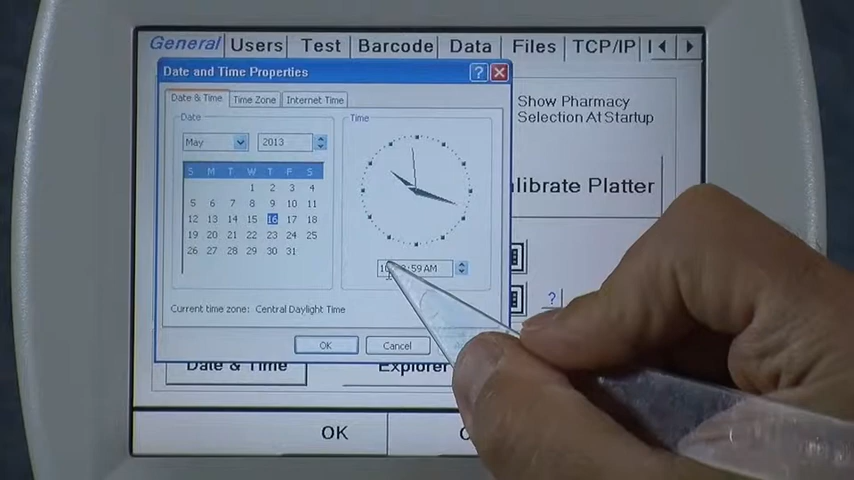 General Users Test Barcode Data Files TCP/IP
Date and Time Properties ?
Date & Time Time Zone Internet Time
Date Time
Show Pharmacy
Selection At Startup
May 2013
S M T W T F S
1 2 3 4
5 6 7 8 9 10 11
12 13 14 15 16 17 18
19 20 21 22 23 24 25
26 27 28 29 30 31
librate Platter
:59 AM
?
Current time zone: Central Daylight Time
OK Cancel
Date & Time Explorer
OK